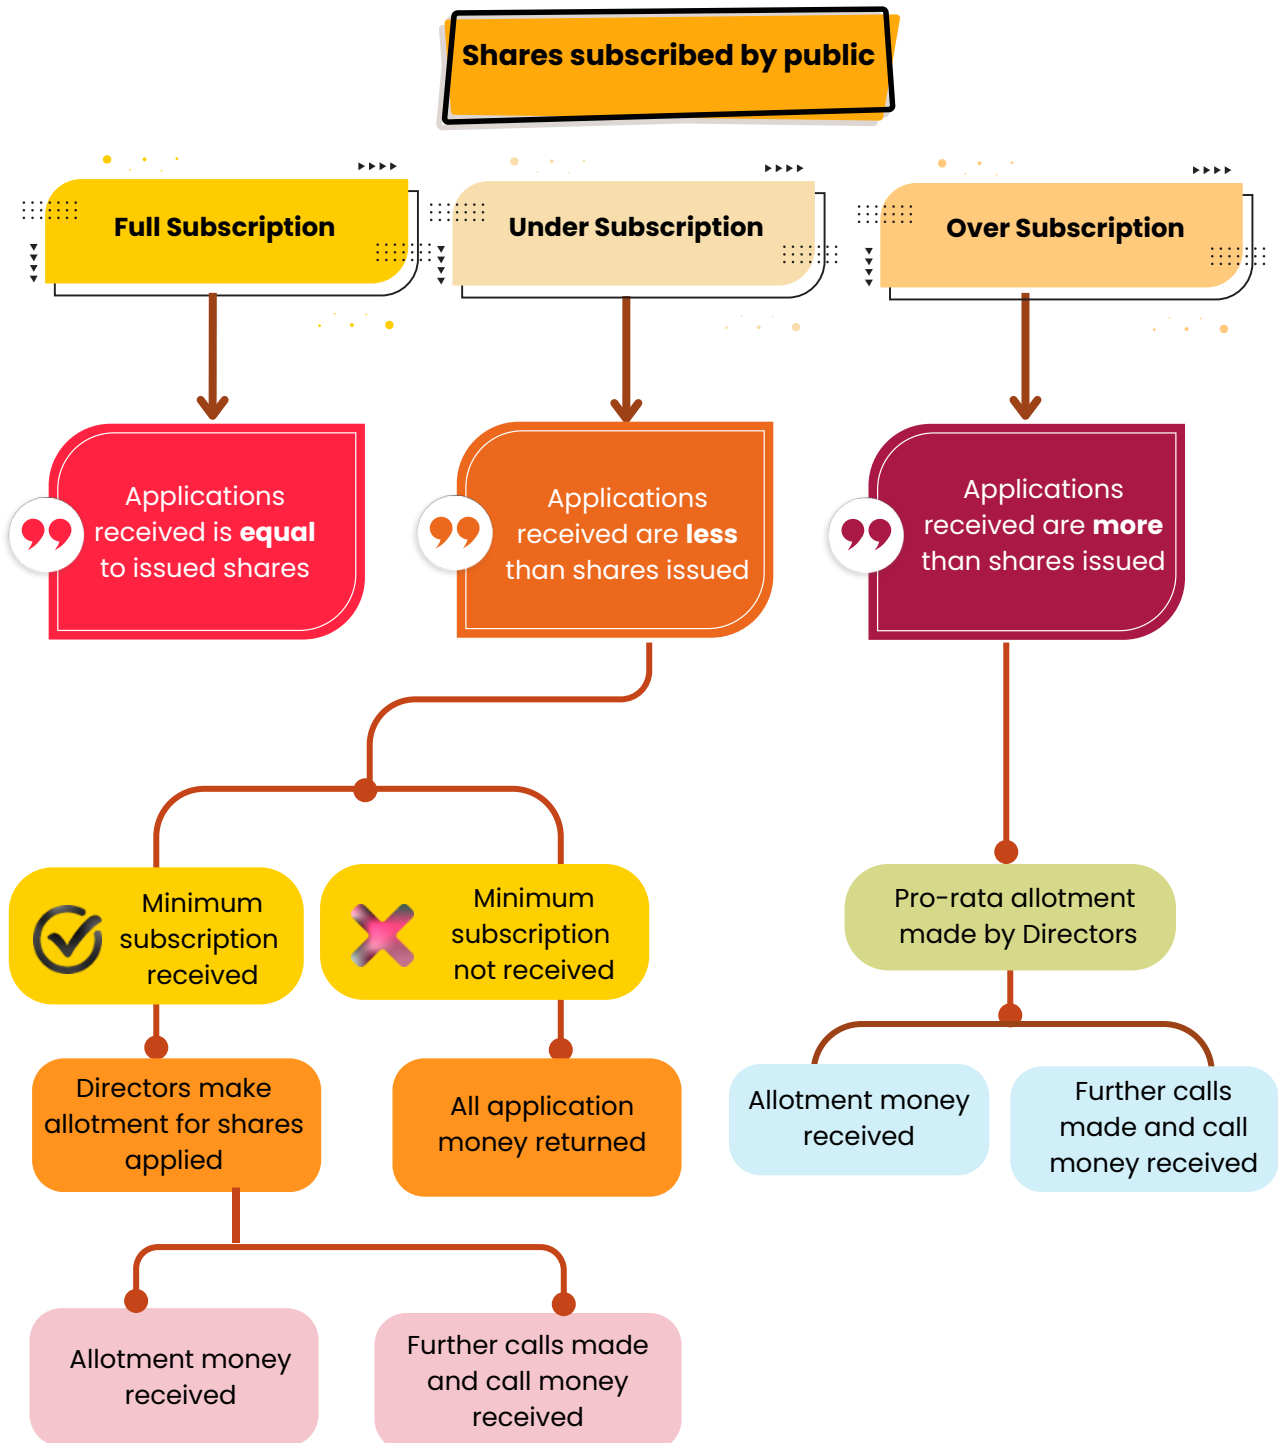 Shares subscribed by public
Full Subscription
Under Subscription
Over Subscription
Applications
received is equal
to issued shares
Applications
received are less
than shares issued
Applications
received are more
than shares issued
Minimum
subscription
received
Minimum
subscription
not received
Pro-rata allotment
made by Directors
Directors make
allotment for shares
applied
All application
money returned
Allotment money
received
Further calls
made and call
money received
Allotment money
received
Further calls made
and call money
received